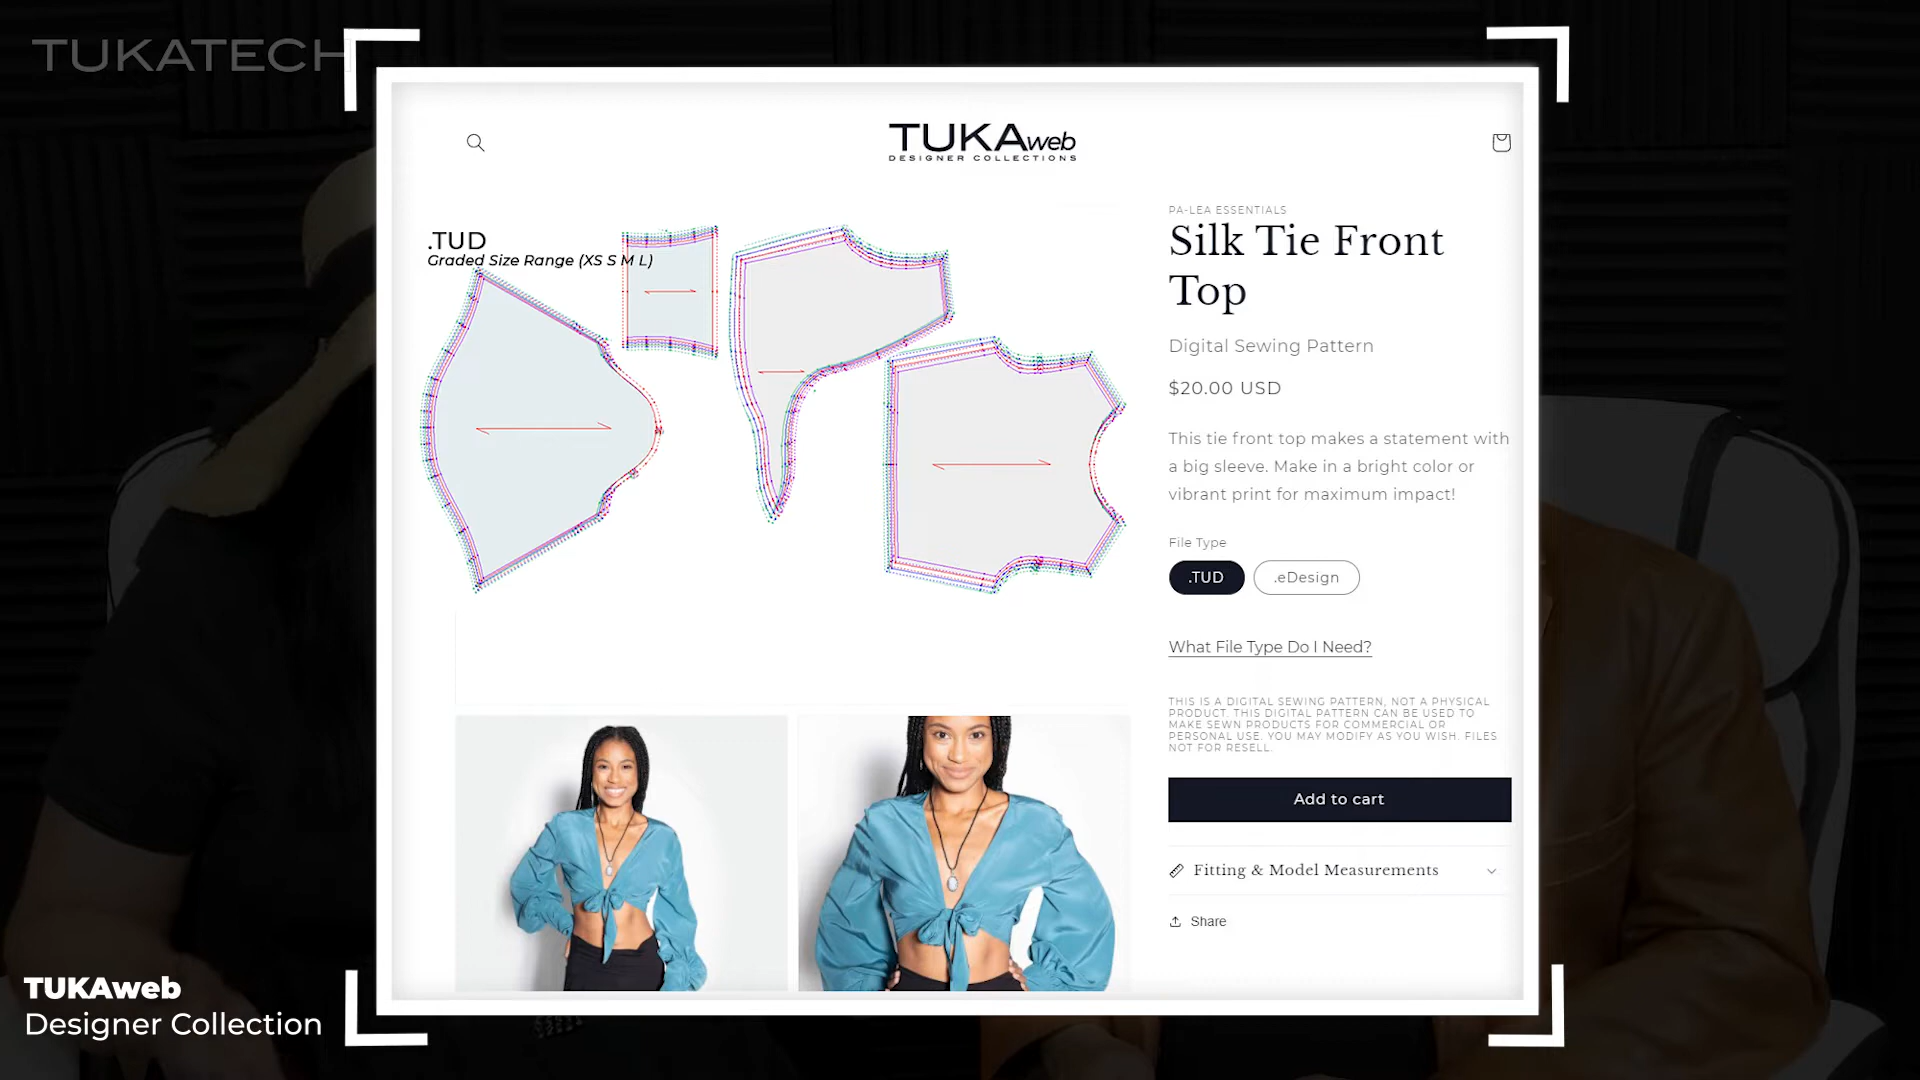 TUKATECH
TUKAweb
DESIGNER COLLECTIONS
.TUD
Graded Size Range (XS S M L)
PA-LEA ESSENTIALS
Silk Tie Front
Top
Digital Sewing Pattern
$20.00 USD
This tie front top makes a statement with
a big sleeve. Make in a bright color or
vibrant print for maximum impact!
File Type
.TUD
.eDesign
What File Type Do I Need?
THIS IS A DIGITAL SEWING PATTERN, NOT A PHYSICAL
PRODUCT. THIS DIGITAL PATTERN CAN BE USED TO
MAKE SEWN PRODUCTS FOR COMMERCIAL OR
PERSONAL USE. YOU MAY MODIFY AS YOU WISH. FILES
NOT FOR RESELL.
Add to cart
Fitting & Model Measurements
Share
TUKAweb
Designer Collection